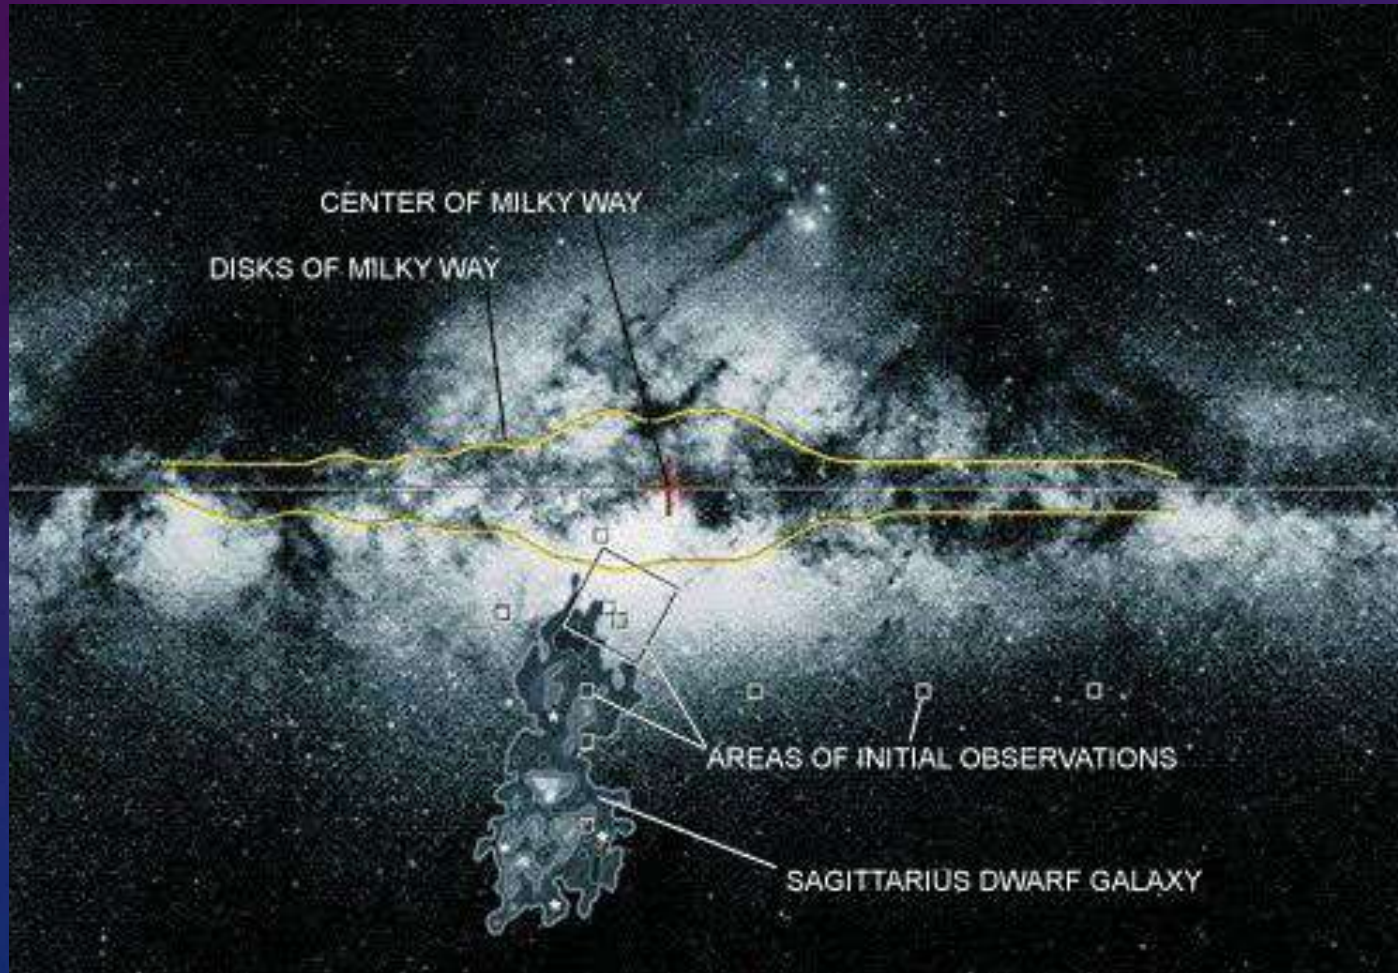 CENTER OF MILKY WAY
DISKS OF MILKY WAY
AREAS OF INITIAL OBSERVATIONS
SAGITTARIUS DWARF GALAXY